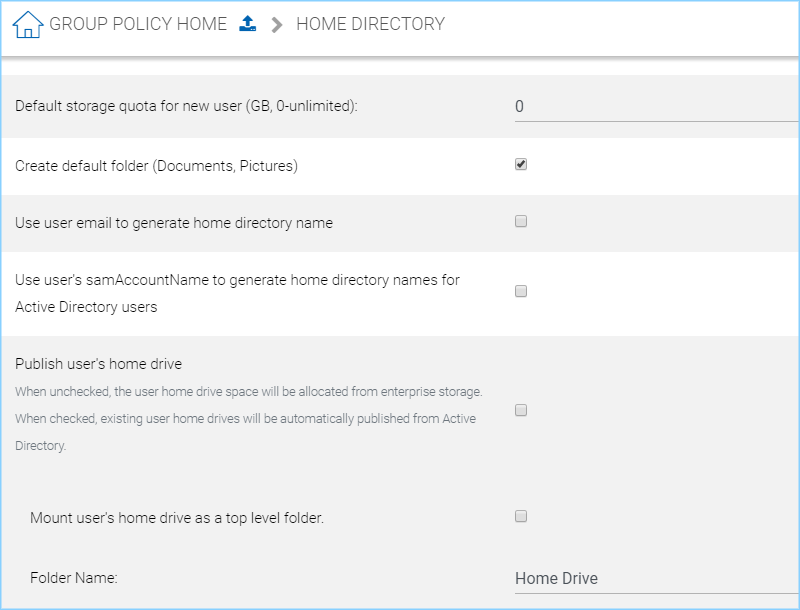 GROUP POLICY HOME HOME DIRECTORY
Default storage quota for new user (GB, 0-unlimited): 0
Create default folder (Documents, Pictures)
Use user email to generate home directory name
Use user's samAccountName to generate home directory names for
Active Directory users
Publish user's home drive
When unchecked, the user home drive space will be allocated from enterprise storage.
When checked, existing user home drives will be automatically published from Active
Directory.
Mount user's home drive as a top level folder.
Folder Name: Home Drive